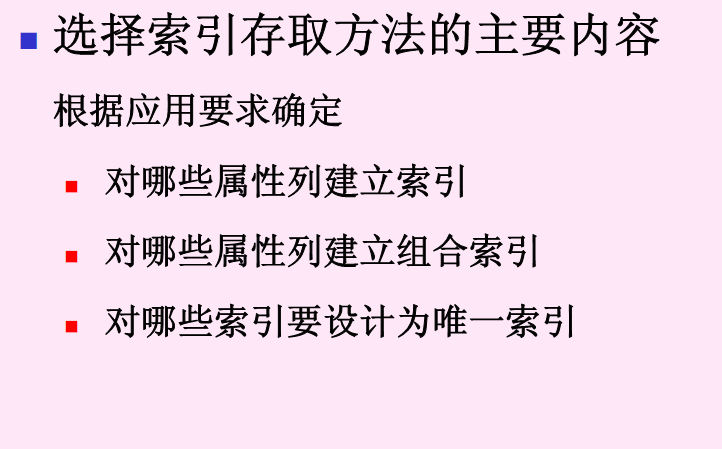 选择索引存取方法的主要内容
根据应用要求确定
对哪些属性列建立索引
对哪些属性列建立组合索引
对哪些索引要设计为唯一索引